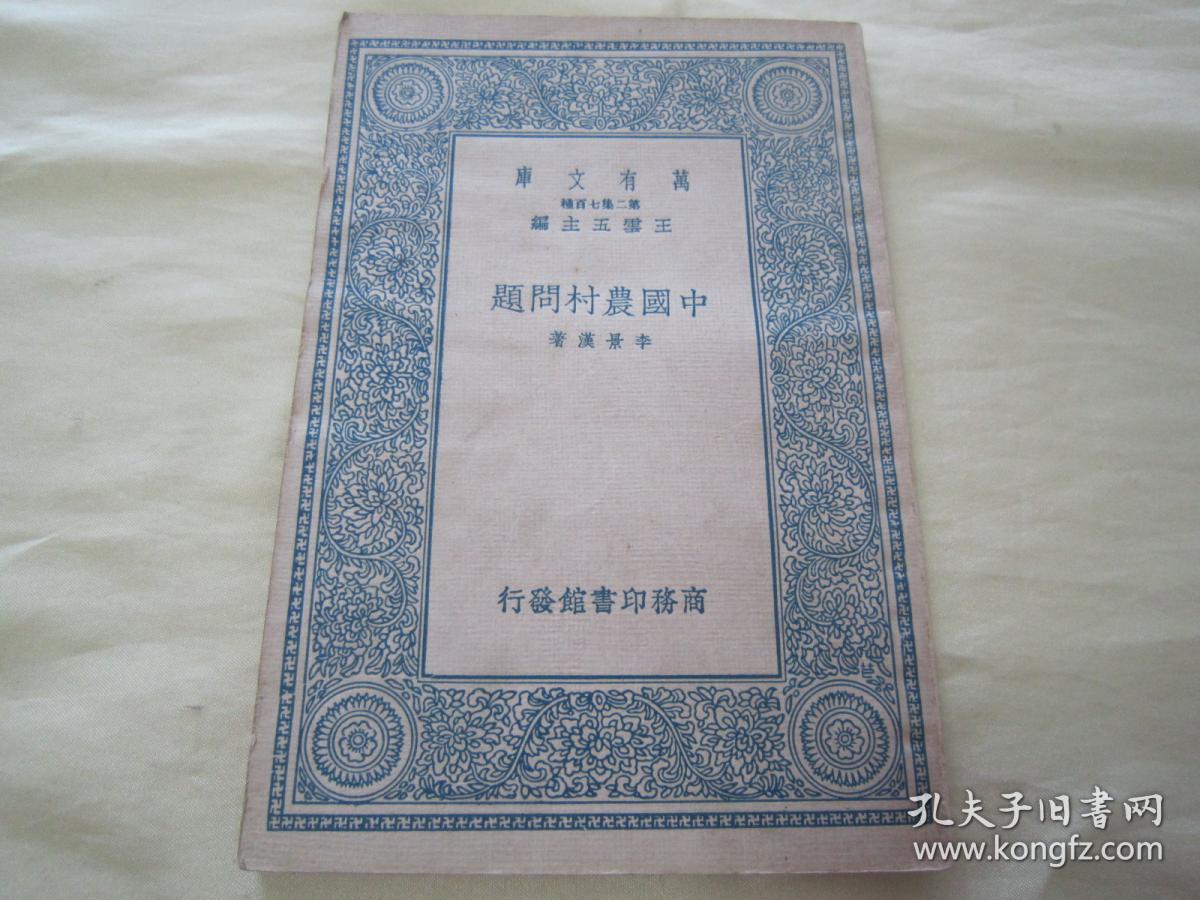 萬有文庫
第二集七百種
王雲五主編
中國農村問題
李景漢著
商務印書館發行
孔夫子旧书网
www.kongfz.com